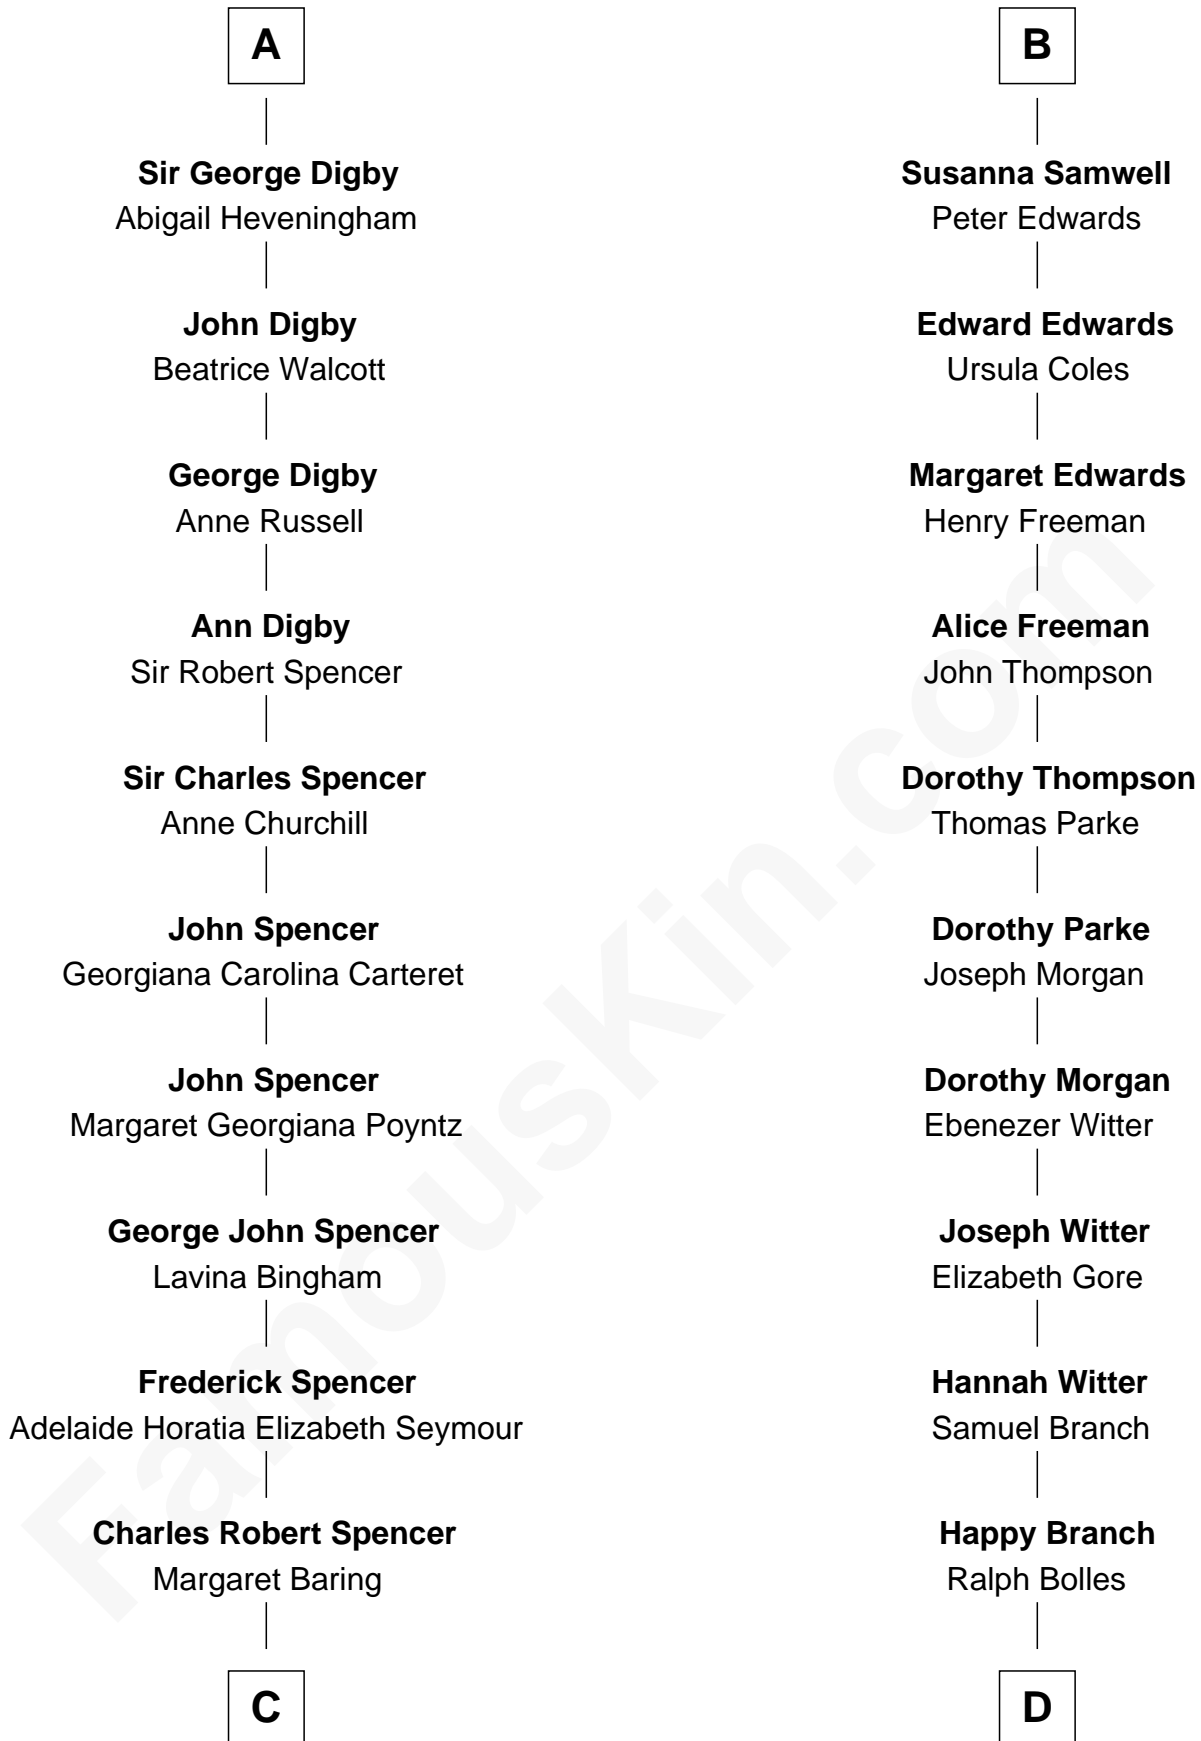 A
Sir George Digby
Abigail Heveningham
John Digby
Beatrice Walcott
George Digby
Anne Russell
Ann Digby
Sir Robert Spencer
Sir Charles Spencer
Anne Churchill
John Spencer
Georgiana Carolina Carteret
John Spencer
Margaret Georgiana Poyntz
George John Spencer
Lavina Bingham
Frederick Spencer
Adelaide Horatia Elizabeth Seymour
Charles Robert Spencer
Margaret Baring
C
B
Susanna Samwell
Peter Edwards
Edward Edwards
Ursula Coles
Margaret Edwards
Henry Freeman
Alice Freeman
John Thompson
Dorothy Thompson
Thomas Parke
Dorothy Parke
Joseph Morgan
Dorothy Morgan
Ebenezer Witter
Joseph Witter
Elizabeth Gore
Hannah Witter
Samuel Branch
Happy Branch
Ralph Bolles
D
FamousKin.com